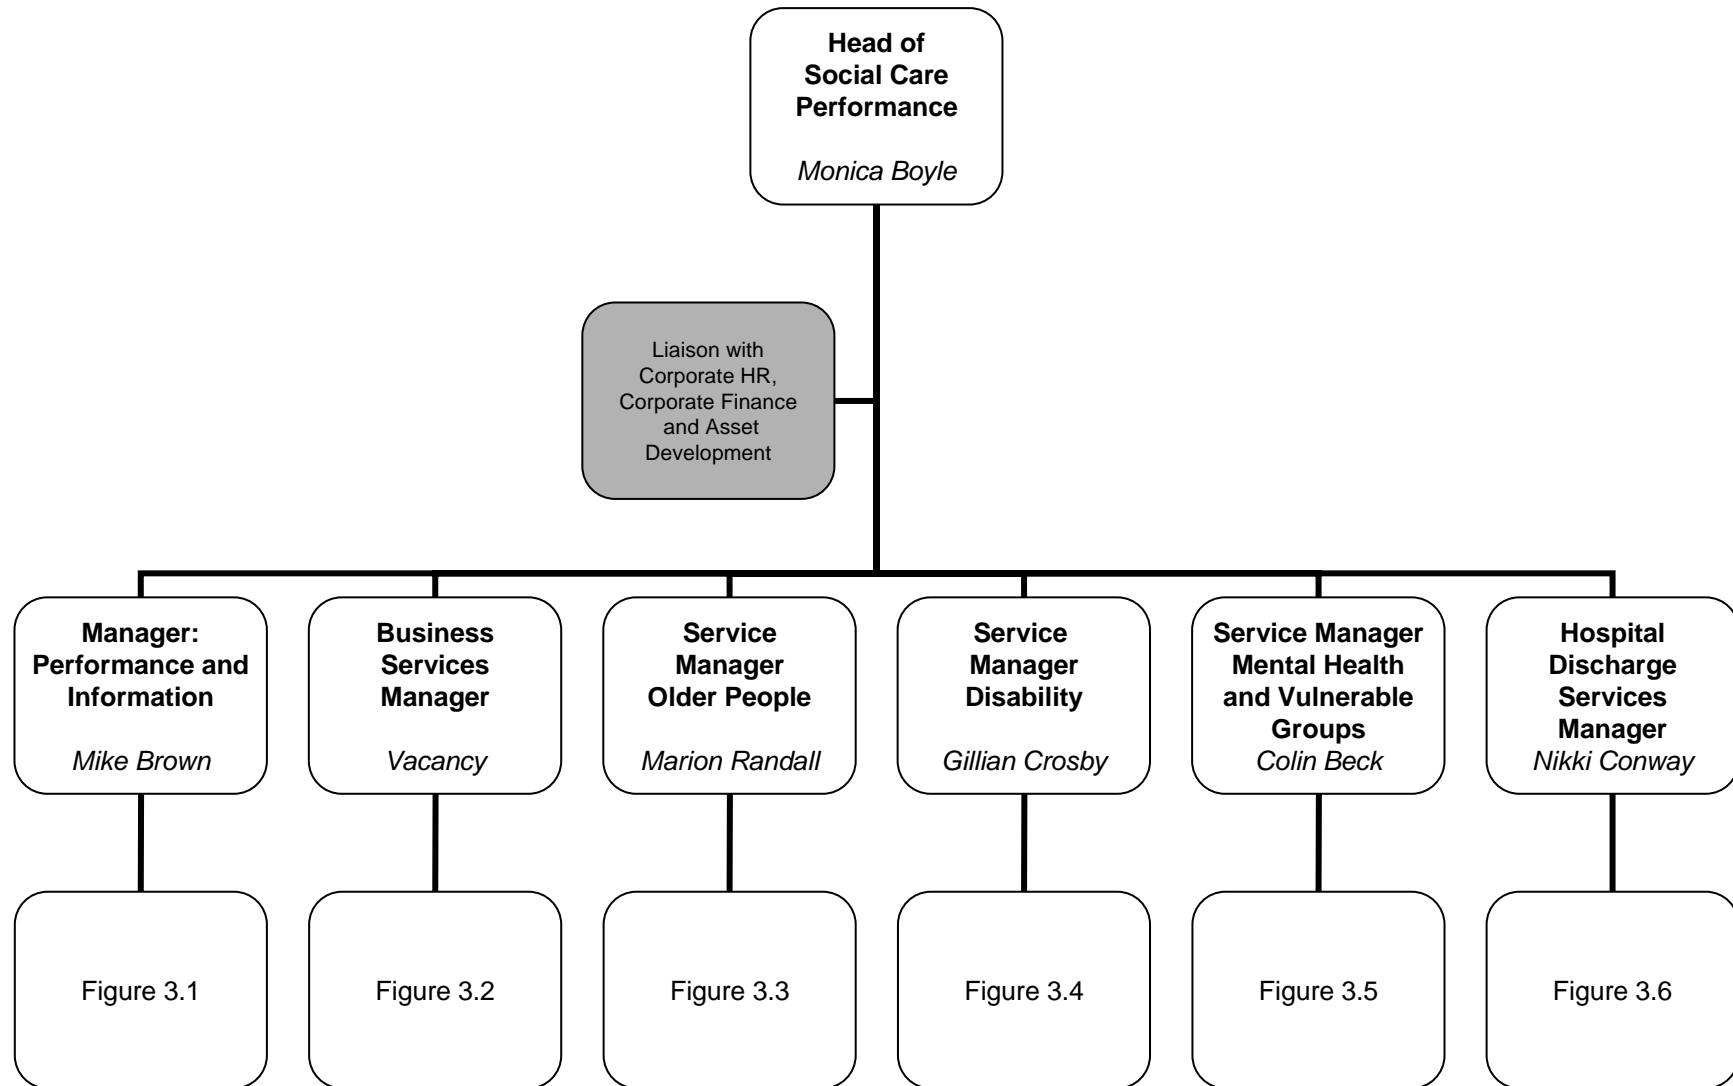 Head of
Social Care
Performance
Monica Boyle
Liaison with
Corporate HR,
Corporate Finance
and Asset
Development
Manager:
Performance and
Information
Mike Brown
Business
Services
Manager
Vacancy
Service
Manager
Older People
Marion Randall
Service
Manager
Disability
Gillian Crosby
Service Manager
Mental Health
and Vulnerable
Groups
Colin Beck
Hospital
Discharge
Services
Manager
Nikki Conway
Figure 3.1
Figure 3.2
Figure 3.3
Figure 3.4
Figure 3.5
Figure 3.6